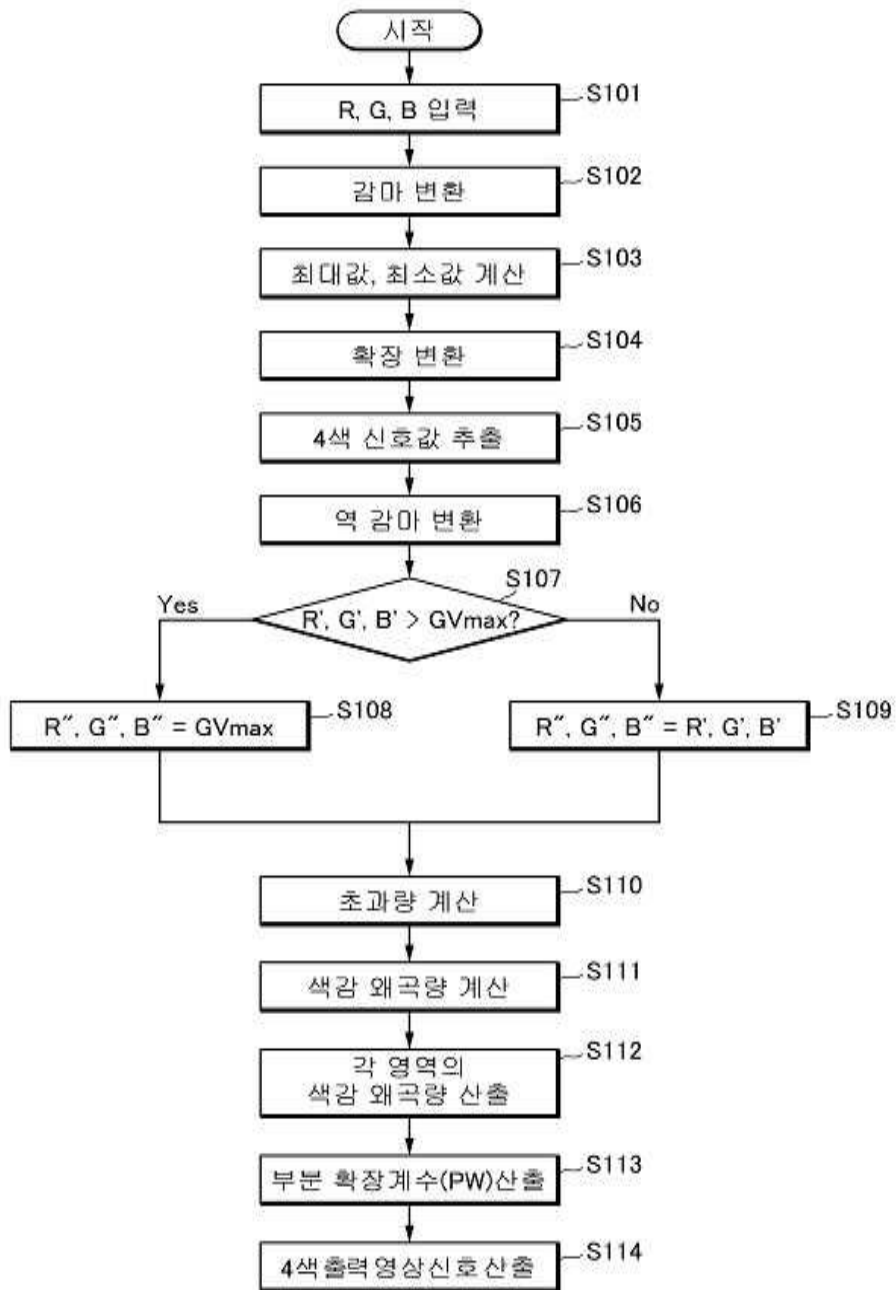 시작
R, G, B 입력
S101
감마 변환
S102
최대값, 최소값 계산
S103
확장 변환
S104
4색 신호값 추출
S105
역 감마 변환
S106
S107
Yes
R', G', B' > GVmax?
No
R", G", B" = GVmax
S108
R", G", B" = R', G', B'
S109
초과량 계산
S110
색감 왜곡량 계산
S111
각 영역의
색감 왜곡량 산출
S112
부분 확장계수(PW)산출
S113
4색출력영상신호산출
S114